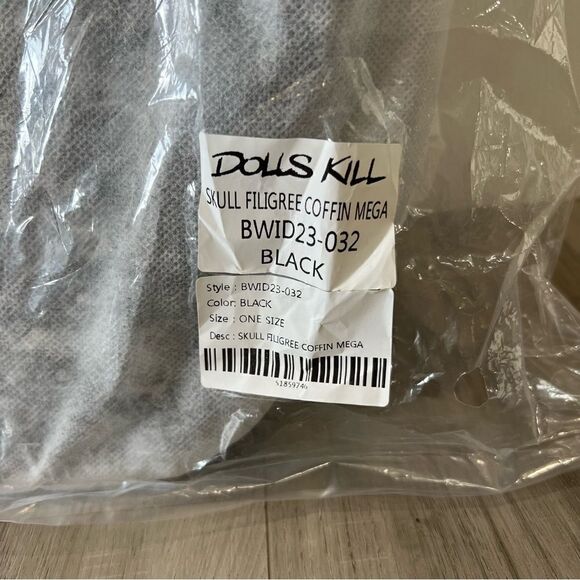 DOLLS KILL
SKULL FILIGREE COFFIN MEGA
BWID23-032
BLACK
Style : BWID23-032
Color: BLACK
Size : ONE SIZE
Desc : SKULL FILIGREE COFFIN MEGA
51859746